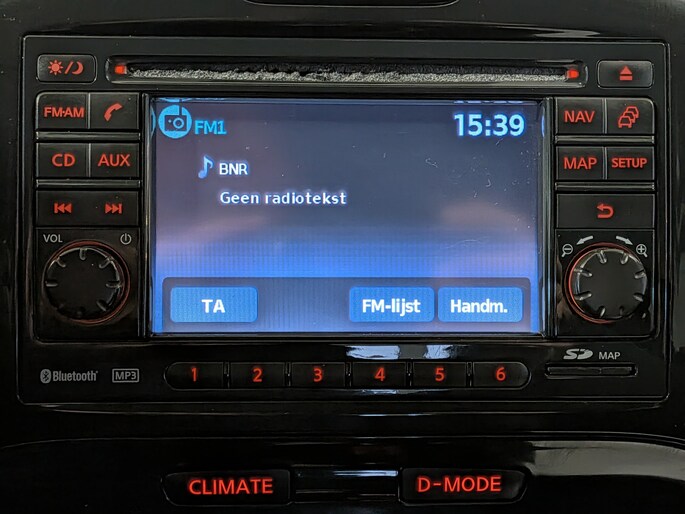 FM·AM
CD AUX
VOL
FM1
15:39
BNR
Geen radiotekst
TA FM-lijst Handm.
NAV
MAP SETUP
Bluetooth MP3
1 2 3 4 5 6
SD MAP
CLIMATE D-MODE